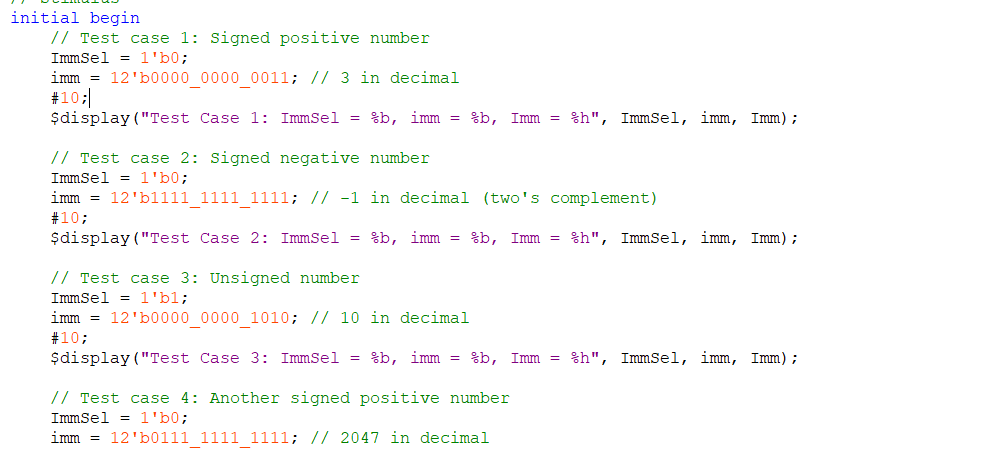 // Stimulus
initial begin
    // Test case 1: Signed positive number
    ImmSel = 1'b0;
    imm = 12'b0000_0000_0011; // 3 in decimal
    #10;
    $display("Test Case 1: ImmSel = %b, imm = %b, Imm = %h", ImmSel, imm, Imm);

    // Test case 2: Signed negative number
    ImmSel = 1'b0;
    imm = 12'b1111_1111_1111; // -1 in decimal (two's complement)
    #10;
    $display("Test Case 2: ImmSel = %b, imm = %b, Imm = %h", ImmSel, imm, Imm);

    // Test case 3: Unsigned number
    ImmSel = 1'b1;
    imm = 12'b0000_0000_1010; // 10 in decimal
    #10;
    $display("Test Case 3: ImmSel = %b, imm = %b, Imm = %h", ImmSel, imm, Imm);

    // Test case 4: Another signed positive number
    ImmSel = 1'b0;
    imm = 12'b0111_1111_1111; // 2047 in decimal